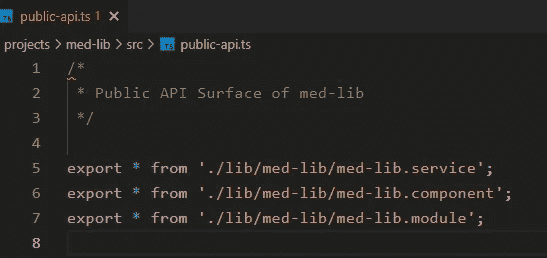 public-api.ts 1 ×
projects > med-lib > src > TS public-api.ts
1 /*
2  * Public API Surface of med-lib
3  */
4
5 export * from './lib/med-lib/med-lib.service';
6 export * from './lib/med-lib/med-lib.component';
7 export * from './lib/med-lib/med-lib.module';
8